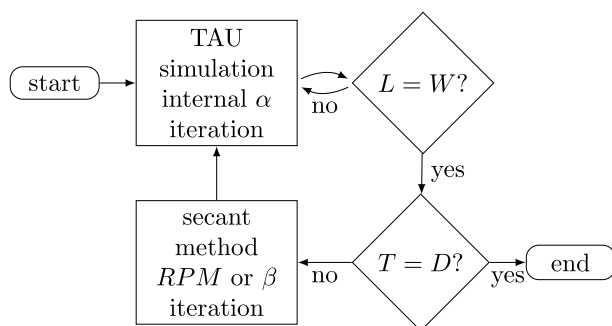 start
TAU
simulation
internal α
iteration
L = W?
no
yes
secant
method
RPM or β
iteration
no
T = D?
yes
end